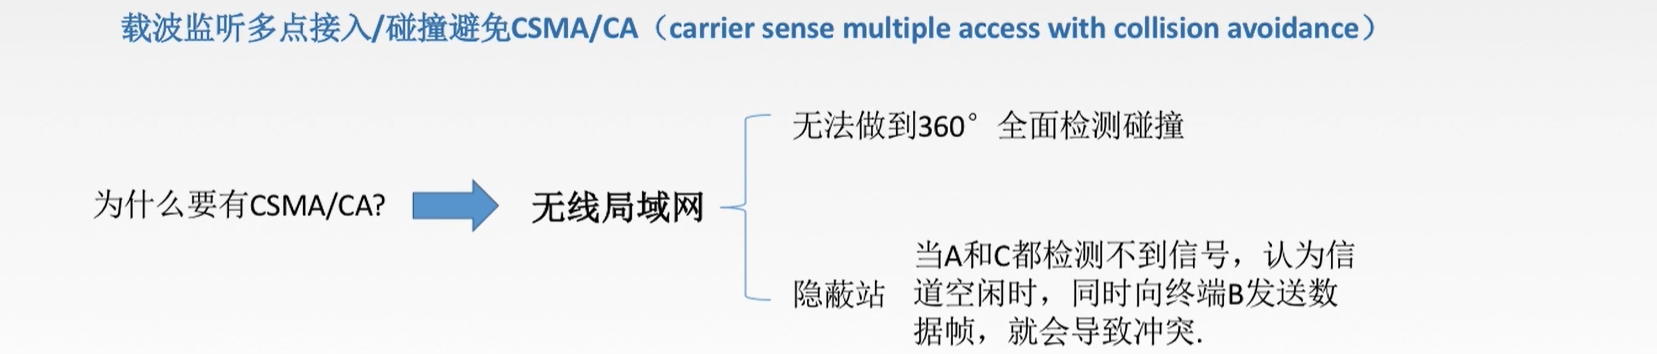 载波监听多点接入/碰撞避免CSMA/CA（carrier sense multiple access with collision avoidance）
无法做到360°全面检测碰撞
为什么要有CSMA/CA?
无线局域网
隐蔽站
当A和C都检测不到信号，认为信
道空闲时，同时向终端B发送数
据帧，就会导致冲突.